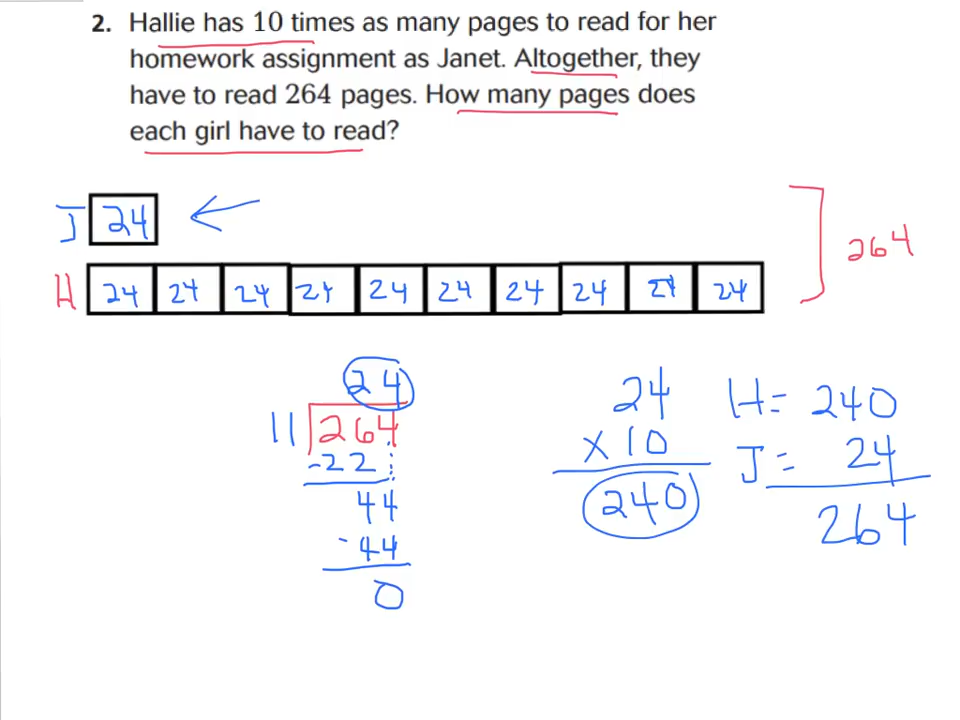 2. Hallie has 10 times as many pages to read for her
homework assignment as Janet. Altogether, they
have to read 264 pages. How many pages does
each girl have to read?
J 24
264
H 24 24 24 24 24 24 24 24 24 24
24
11 264
-22
44
-44
0
24
x 10
240
H = 240
J = 24
264